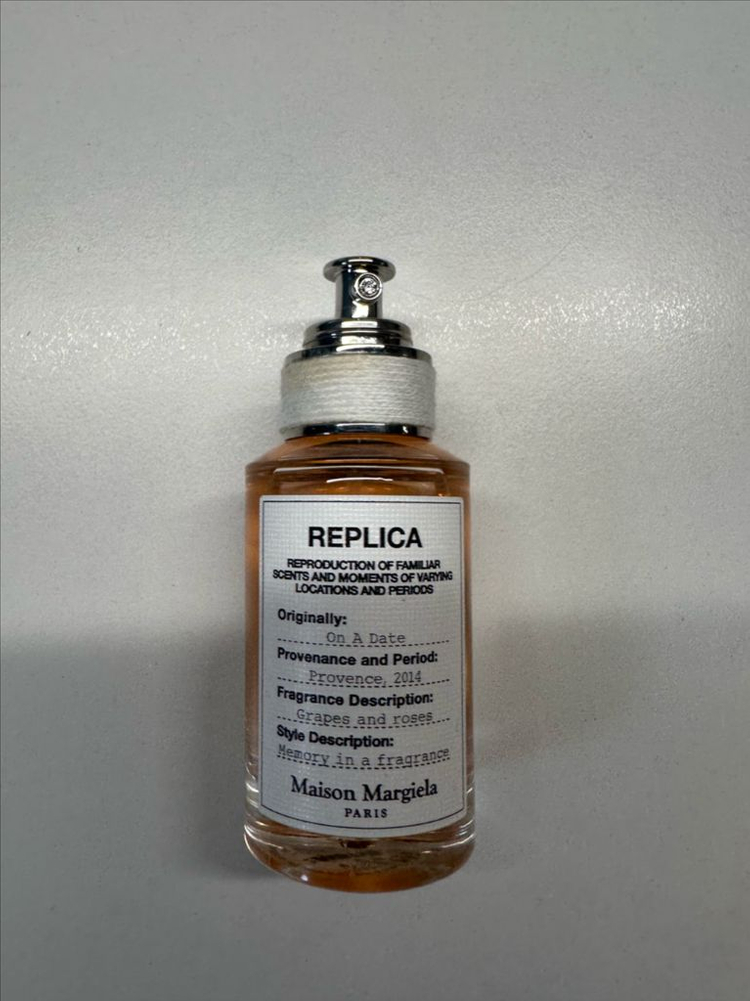 REPLICA
REPRODUCTION OF FAMILIAR
SCENTS AND MOMENTS OF VARYING
LOCATIONS AND PERIODS
Originally:
On A Date
Provenance and Period:
Provence, 2014
Fragrance Description:
Grapes and roses
Style Description:
Memory in a fragrance
Maison Margiela
PARIS